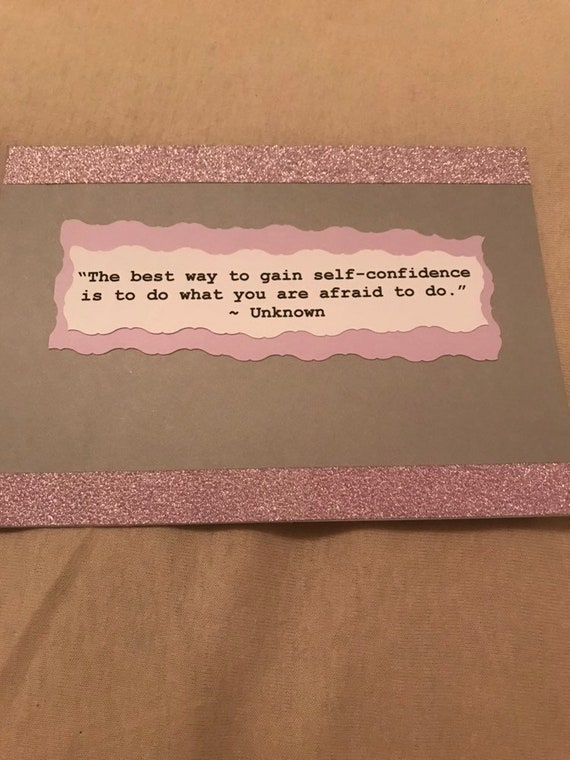 “The best way to gain self-confidence
is to do what you are afraid to do.”
~ Unknown